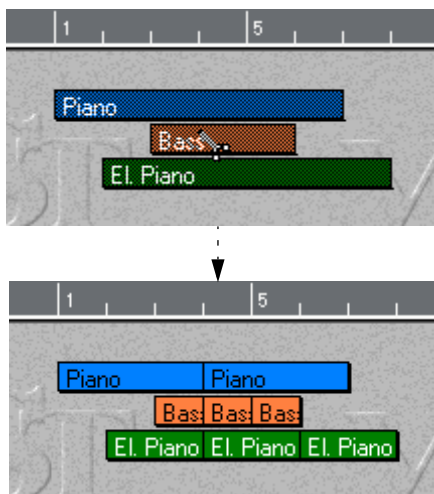 1 5
Piano
Bass
El. Piano
1 5
Piano Piano
Bas Bas Bas
El. Piano El. Piano El. Piano